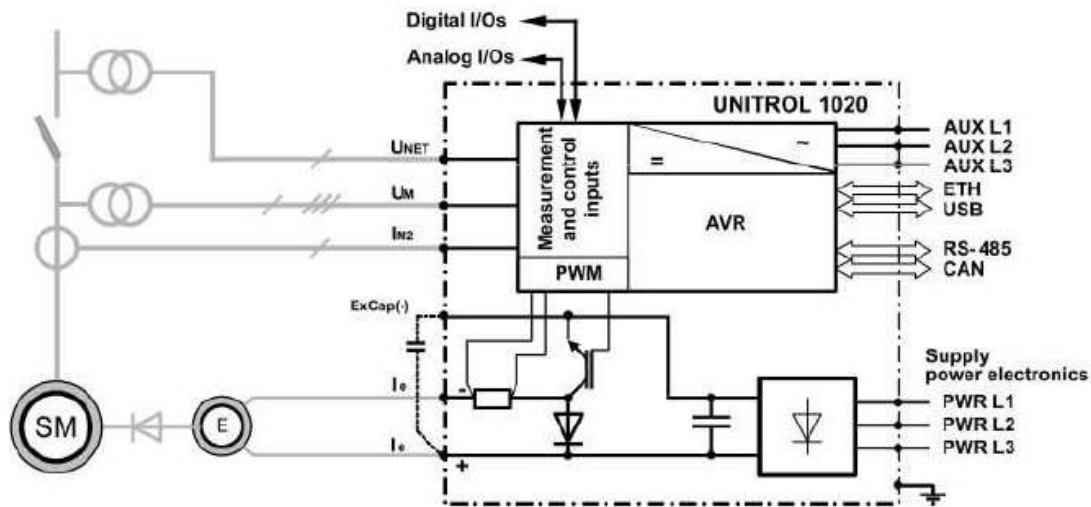 Digital I/Os
Analog I/Os
UNITROL 1020
UNET
UM
IN2
Measurement
and control
inputs
PWM
=
~
AVR
AUX L1
AUX L2
AUX L3
ETH
USB
RS-485
CAN
ExCap(-)
Ie
-
Ie
+
SM
E
Supply
power electronics
PWR L1
PWR L2
PWR L3